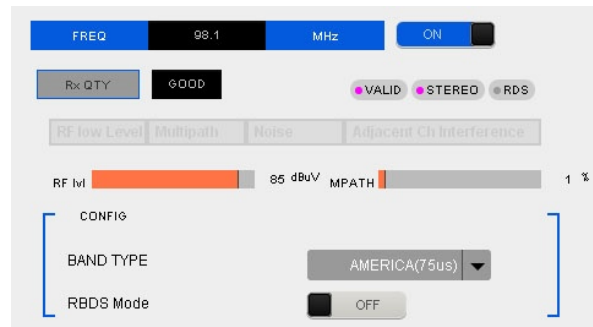 FREQ 98.1 MHz ON
Rx QTY GOOD VALID STEREO RDS
RF low Level Multipath Noise Adjacent Ch Interference
RF lvl 85 dBuV MPATH 1 %
CONFIG
BAND TYPE AMERICA(75us)
RBDS Mode OFF